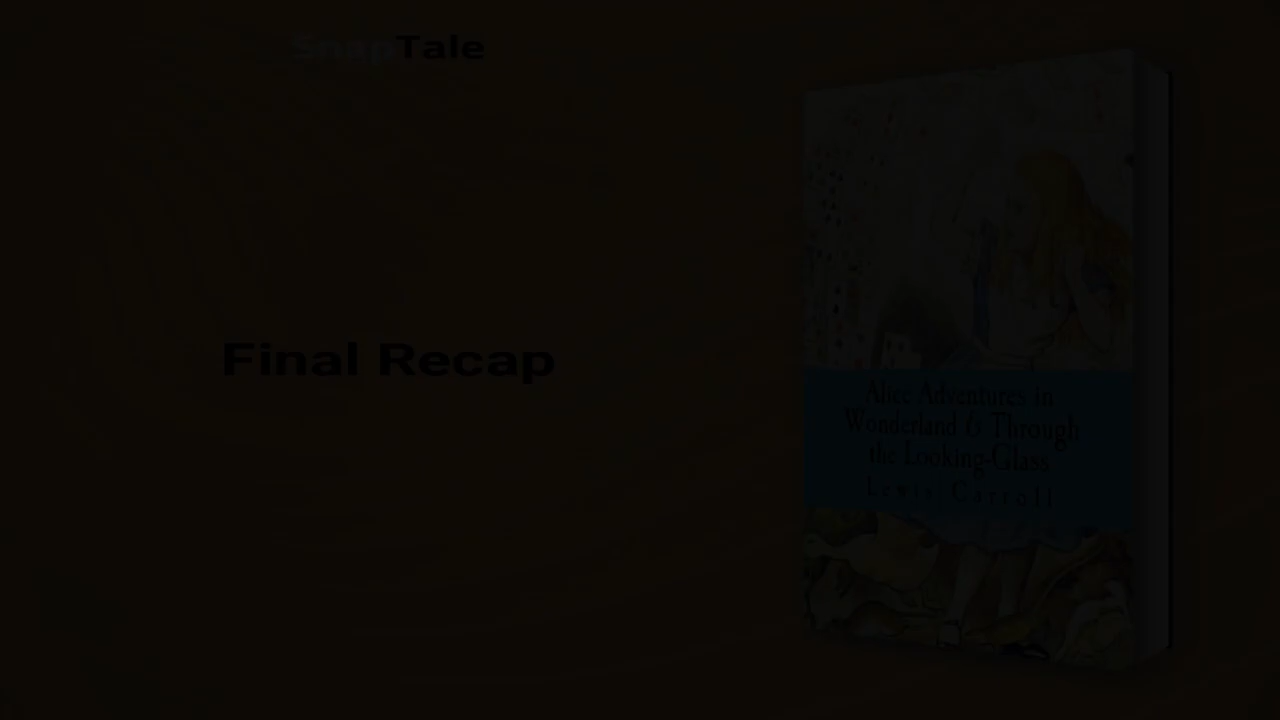 SnapTale
Final Recap
Alice Adventures in
Wonderland & Through
the Looking-Glass
Lewis Carroll